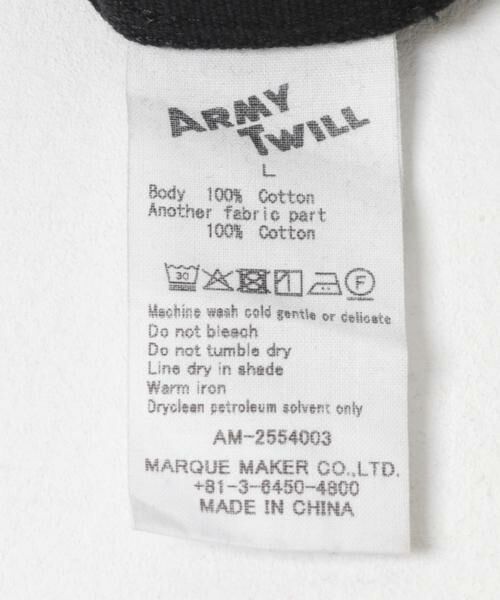 ARMY
TWILL
L
Body 100% Cotton
Another fabric part
100% Cotton
30 F
Machine wash cold gentle or delicate
Do not bleach
Do not tumble dry
Line dry in shade
Warm iron
Dryclean petroleum solvent only
AM-2554003
MARQUE MAKER CO.,LTD.
+81-3-6450-4800
MADE IN CHINA